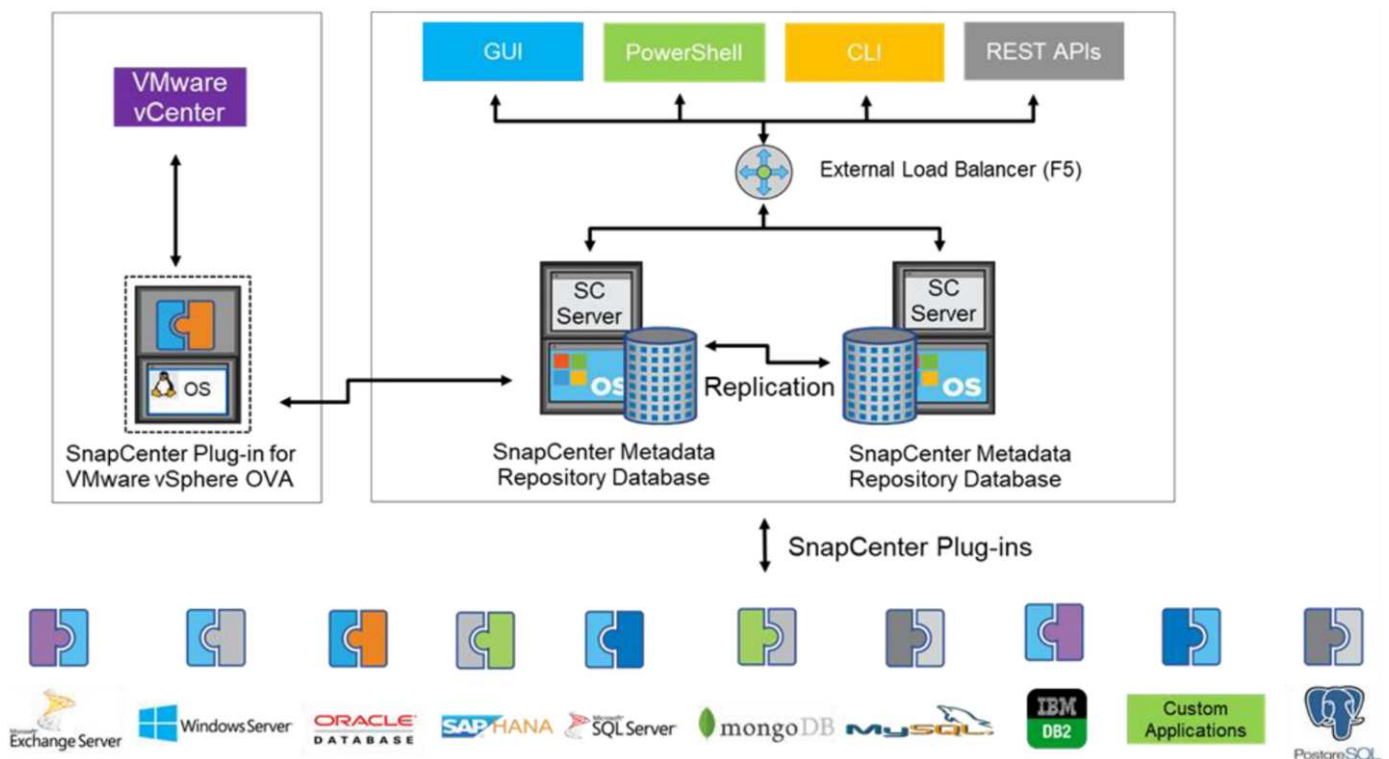 GUI
PowerShell
CLI
REST APIs
VMware
vCenter
External Load Balancer (F5)
SC
Server
SC
Server
OS
OS
OS
Replication
SnapCenter Plug-in for
VMware vSphere OVA
SnapCenter Metadata
Repository Database
SnapCenter Metadata
Repository Database
SnapCenter Plug-ins
Microsoft
Exchange Server
Windows Server
ORACLE
DATABASE
SAP HANA
Microsoft
SQL Server
mongoDB
MySQL
IBM
DB2
Custom
Applications
PostgreSQL